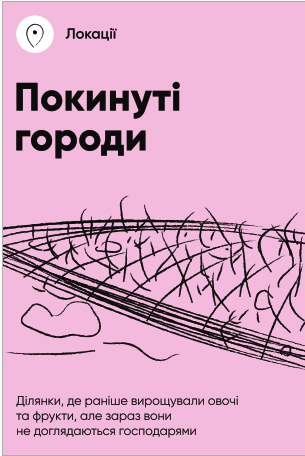 Локації
Покинуті
городи
Ділянки, де раніше вирощували овочі
та фрукти, але зараз вони
не доглядаються господарями